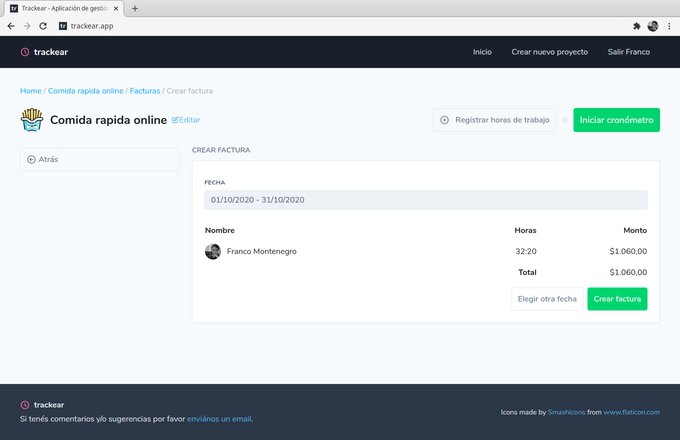 tr Trackear - Aplicación de gestió
trackear.app
trackear
Inicio Crear nuevo proyecto Salir Franco
Home / Comida rapida online / Facturas / Crear factura
Comida rapida online Editar
Registrar horas de trabajo o Iniciar cronómetro
Atrás
CREAR FACTURA
FECHA
01/10/2020 - 31/10/2020
Nombre Horas Monto
Franco Montenegro 32:20 $1.060,00
Total $1.060,00
Elegir otra fecha Crear factura
trackear
Si tenés comentarios y/o sugerencias por favor envíanos un email.
Icons made by Smashicons from www.flaticon.com